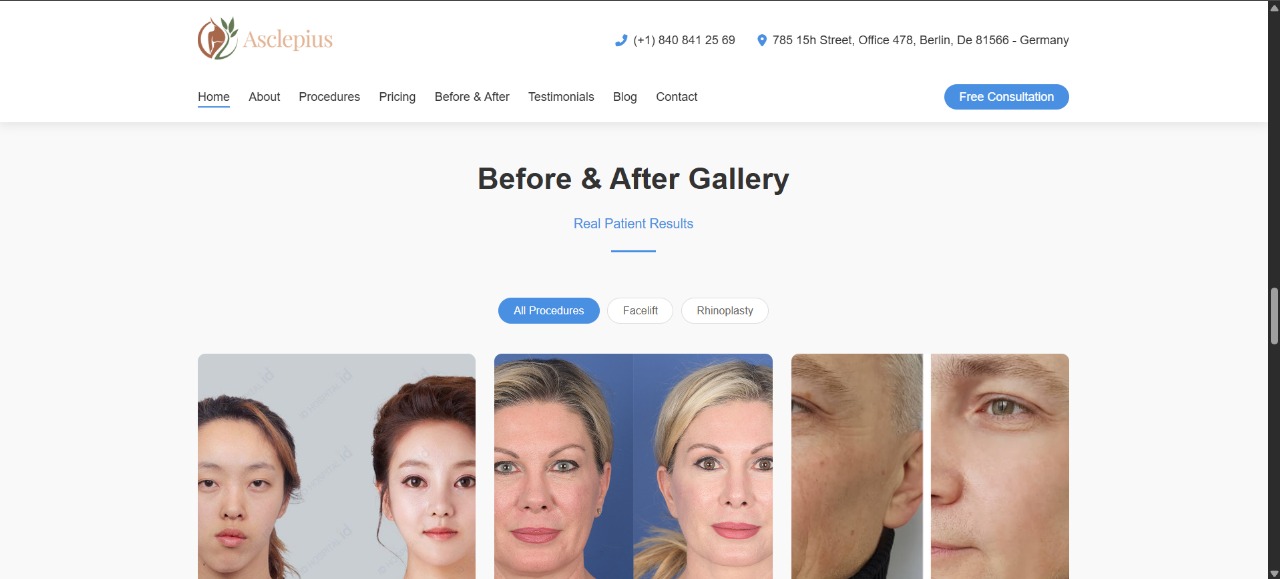 Asclepius
(+1) 840 841 25 69
785 15h Street, Office 478, Berlin, De 81566 - Germany
Home About Procedures Pricing Before & After Testimonials Blog Contact
Free Consultation
Before & After Gallery
Real Patient Results
All Procedures Facelift Rhinoplasty